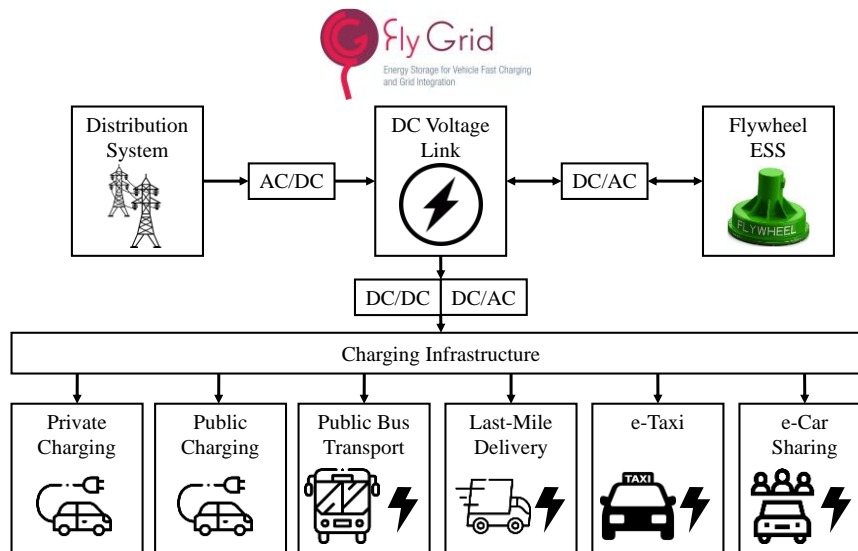 Fly Grid
Energy Storage for Vehicle Fast Charging
and Grid Integration
Distribution
System
AC/DC
DC Voltage
Link
DC/AC
Flywheel
ESS
FLYWHEEL
DC/DC
DC/AC
Charging Infrastructure
Private
Charging
Public
Charging
Public Bus
Transport
Last-Mile
Delivery
e-Taxi
TAXI
e-Car
Sharing